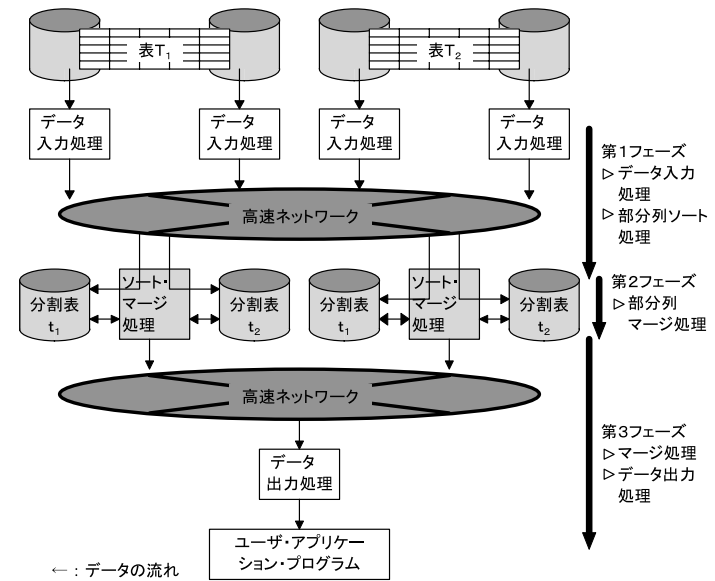 表T1
表T2
データ
入力処理
データ
入力処理
データ
入力処理
データ
入力処理
第1フェーズ
▷データ入力
処理
▷部分列ソート
処理
高速ネットワーク
分割表
t1
ソート・
マージ
処理
分割表
t2
分割表
t1
ソート・
マージ
処理
分割表
t2
第2フェーズ
▷部分列
マージ処理
高速ネットワーク
第3フェーズ
▷マージ処理
▷データ出力
処理
データ
出力処理
ユーザ・アプリケー
ション・プログラム
←：データの流れ